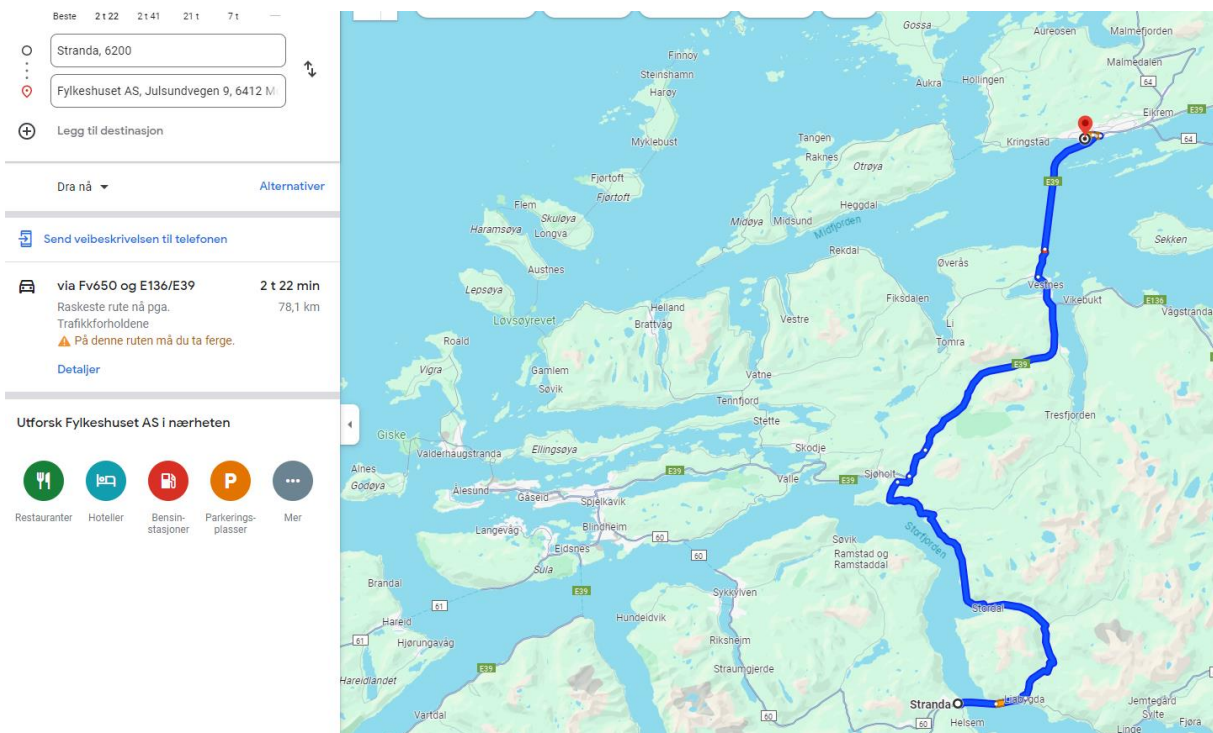 Beste 2 t 22 2 t 41 21 t 7 t —
Stranda, 6200
Fylkeshuset AS, Julsundvegen 9, 6412 M
Legg til destinasjon
Dra nå
Alternativer
Send veibeskrivelsen til telefonen
via Fv650 og E136/E39
2 t 22 min
Raskeste rute nå pga.
78,1 km
Trafikkforholdene
På denne ruten må du ta ferge.
Detaljer
Utforsk Fylkeshuset AS i nærheten
P
Restauranter
Hoteller
Bensin-
stasjoner
Parkerings-
plasser
Mer
Gossa
Aureosen
Malmefjorden
Finnøy
Malmedalen
Steinshamn
Aukra
Hollingen
64
Harøy
Eikrem
E39
Myklebust
Tangen
Kringstad
64
Raknes
Otrøya
Fjørtoft
E39
Fjørtoft
Flem
Heggdal
Skuløya
Midøya
Midsund
Haramsøya
Longva
Midfjorden
Sekken
Rekdal
Austnes
Øverås
Lepsøya
Vestnes
Helland
Fiksdalen
Vikebukt
E136
Vågstranda
Løvsøyrevet
Brattvåg
Vestre
Li
Roald
Tomra
E39
Vigra
Gamlem
Vatne
Søvik
Tennfjord
Tresfjorden
Stette
Giske
Ellingsøya
Skodje
Valderhaugstranda
Alnes
E39
Sjøholt
Godøya
Valle
E39
Ålesund
Gåseid
Spjelkavik
Langevåg
Blindheim
Storfjorden
60
Søvik
Eidsnes
60
Ramstad og
Ramstaddal
Sula
Brandal
E39
Sykkylven
61
Stordal
Hundeidvik
Hareid
61
Hjørungavåg
Riksheim
E39
Straumgjerde
Hareidlandet
Liabygda
Jemtegård
Stranda
Sylte
Vartdal
60
60
Helsem
Fjøra
Linge